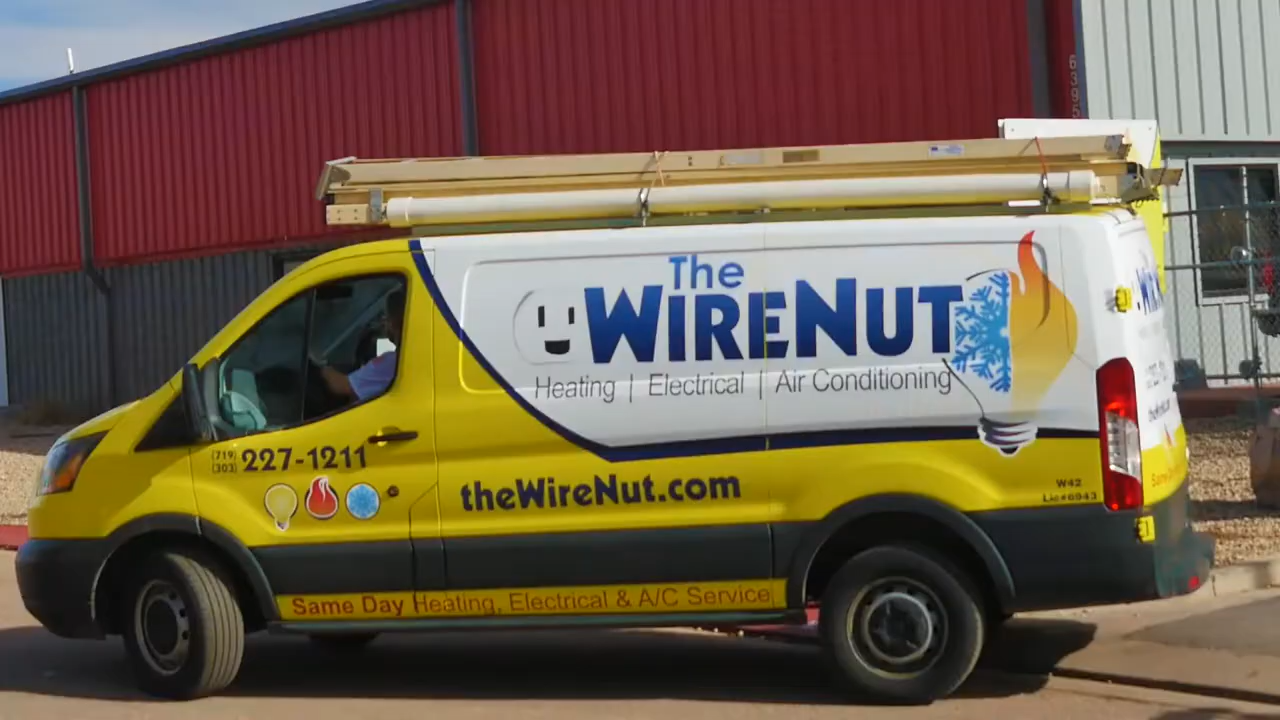 6395
The
WIRENUT
Heating | Electrical | Air Conditioning
(719)
(303) 227-1211
theWireNut.com
W42
Lic#6943
Same Day Heating, Electrical & A/C Service